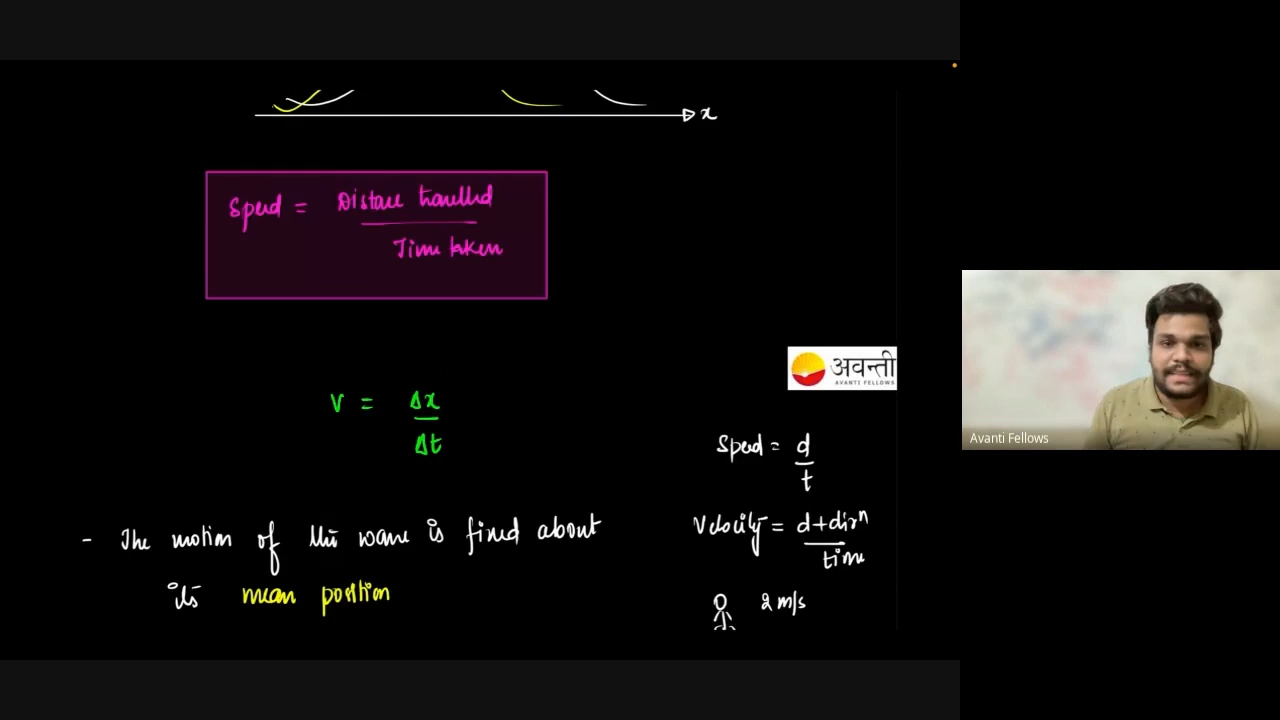 x
Speed = Distance travelled
Time taken
अवन्ती
AVANTI FELLOWS
V = Δx
Δt
Speed = d
t
Velocity = d+dirⁿ
time
- The motion of the wave is fixed about
its mean position
2 m/s
Avanti Fellows